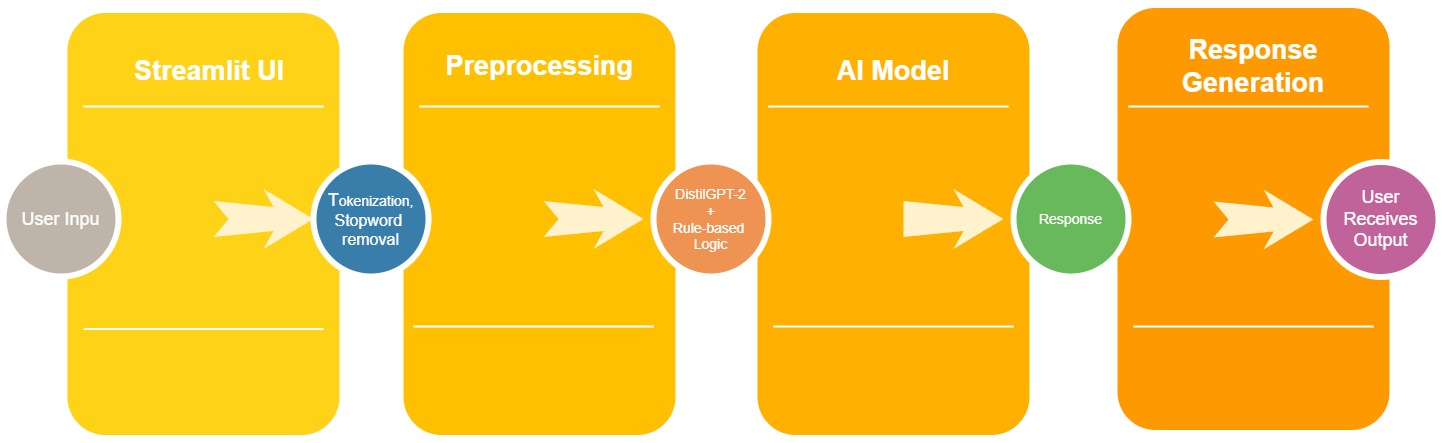 Streamlit UI
Preprocessing
AI Model
Response
Generation
User Inpu
Tokenization,
Stopword
removal
DistilGPT-2
+
Rule-based
Logic
Response
User
Receives
Output